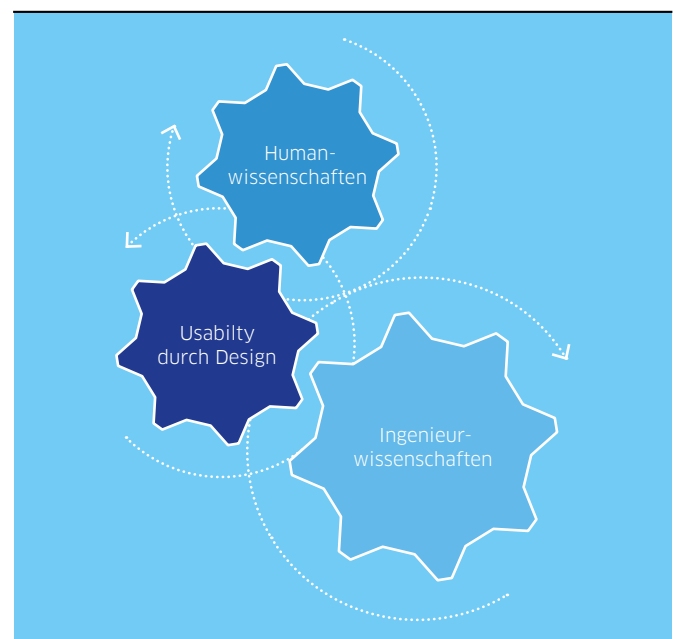 Human-
wissenschaften
Usabilty
durch Design
Ingenieur-
wissenschaften